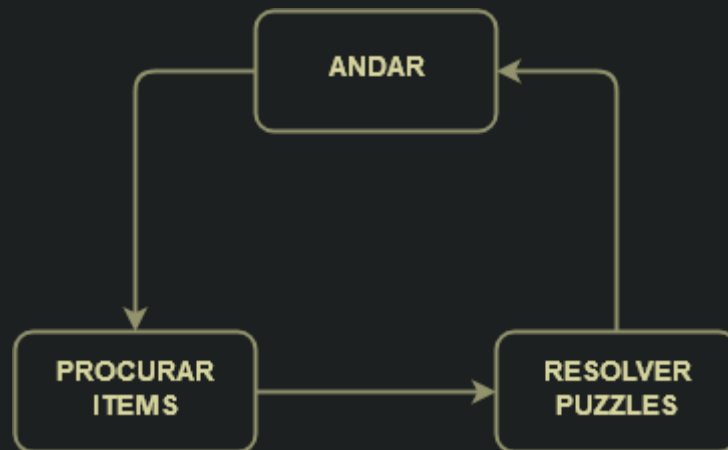 ANDAR
PROCURAR
ITEMS
RESOLVER
PUZZLES